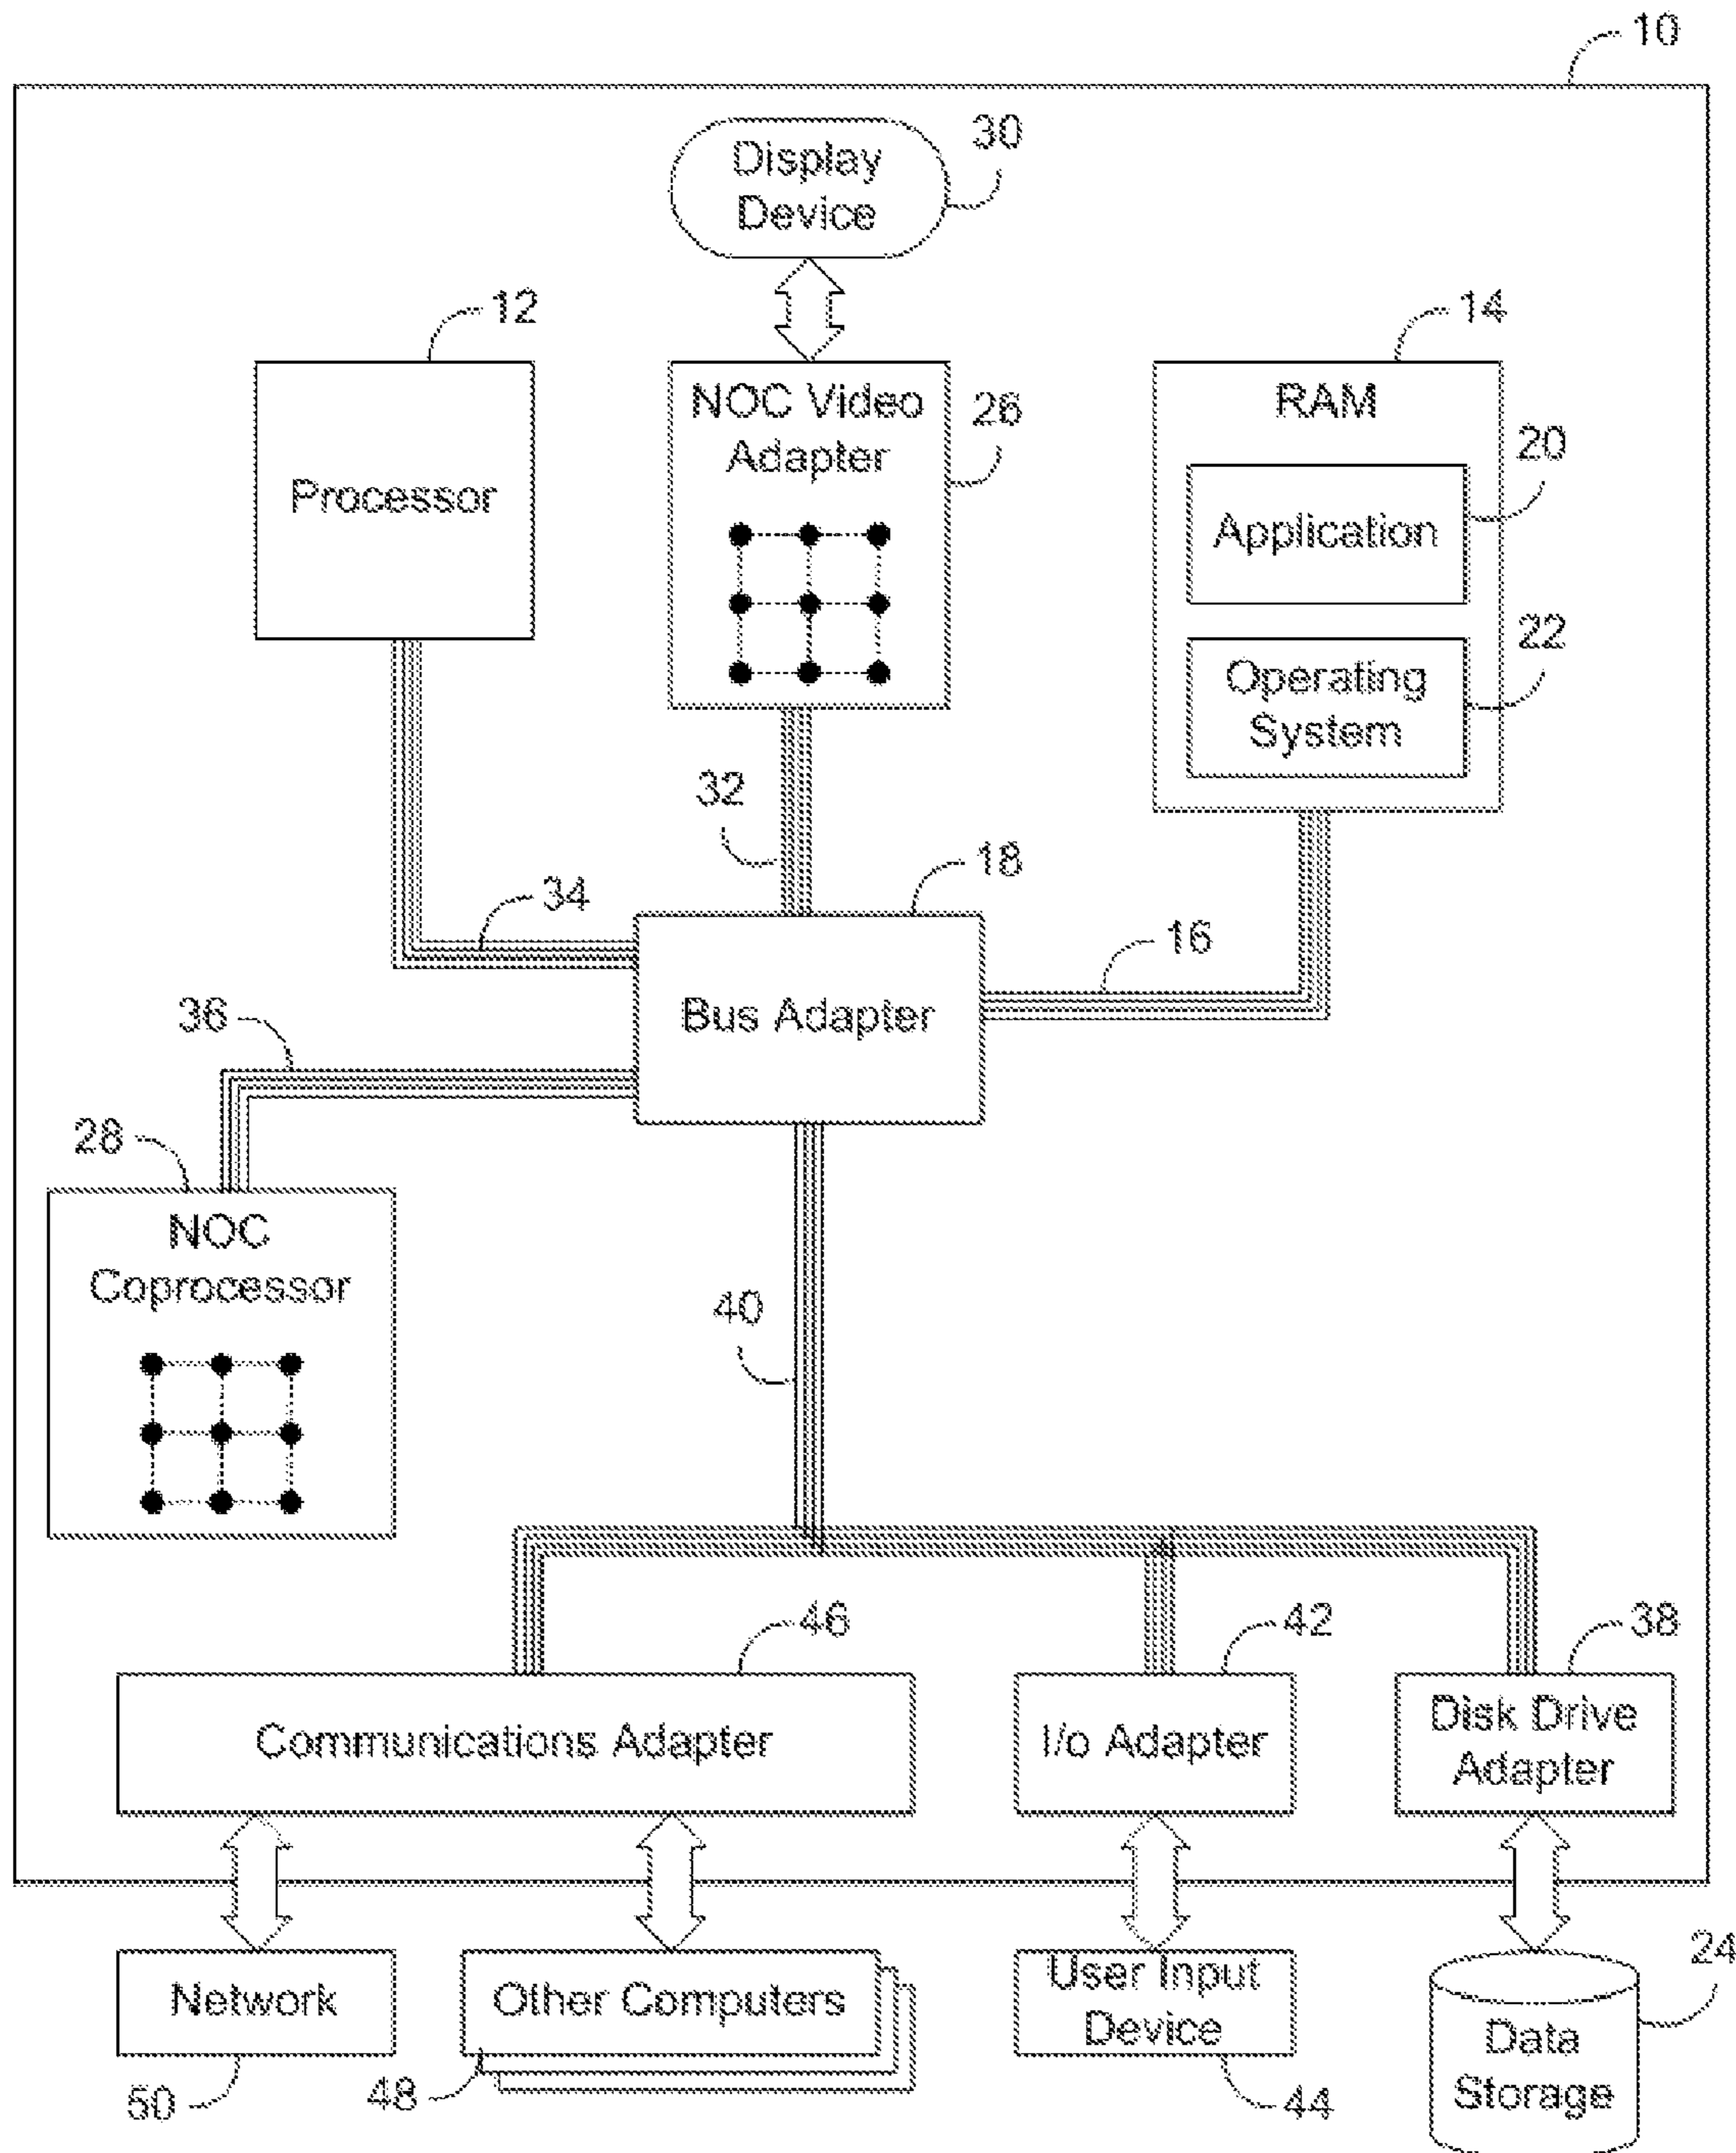 10
Display
Device
30
12
Processor
NOC Video
Adapter
26
14
RAM
Application
20
Operating
System
22
32
34
18
Bus Adapter
16
36
28
NOC
Coprocessor
40
46
Communications Adapter
42
I/o Adapter
38
Disk Drive
Adapter
Network
50
Other Computers
48
User Input
Device
44
24
Data
Storage